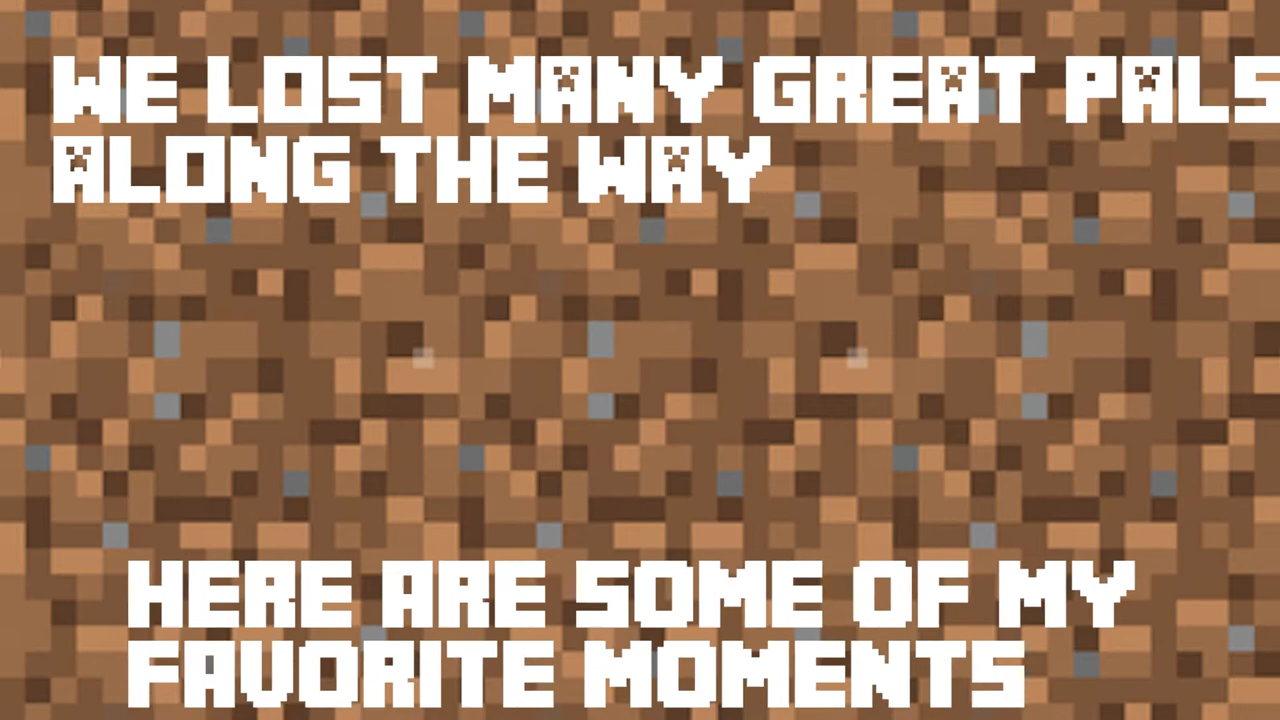 WE LOST MANY GREAT PALS
ALONG THE WAY
HERE ARE SOME OF MY
FAVORITE MOMENTS